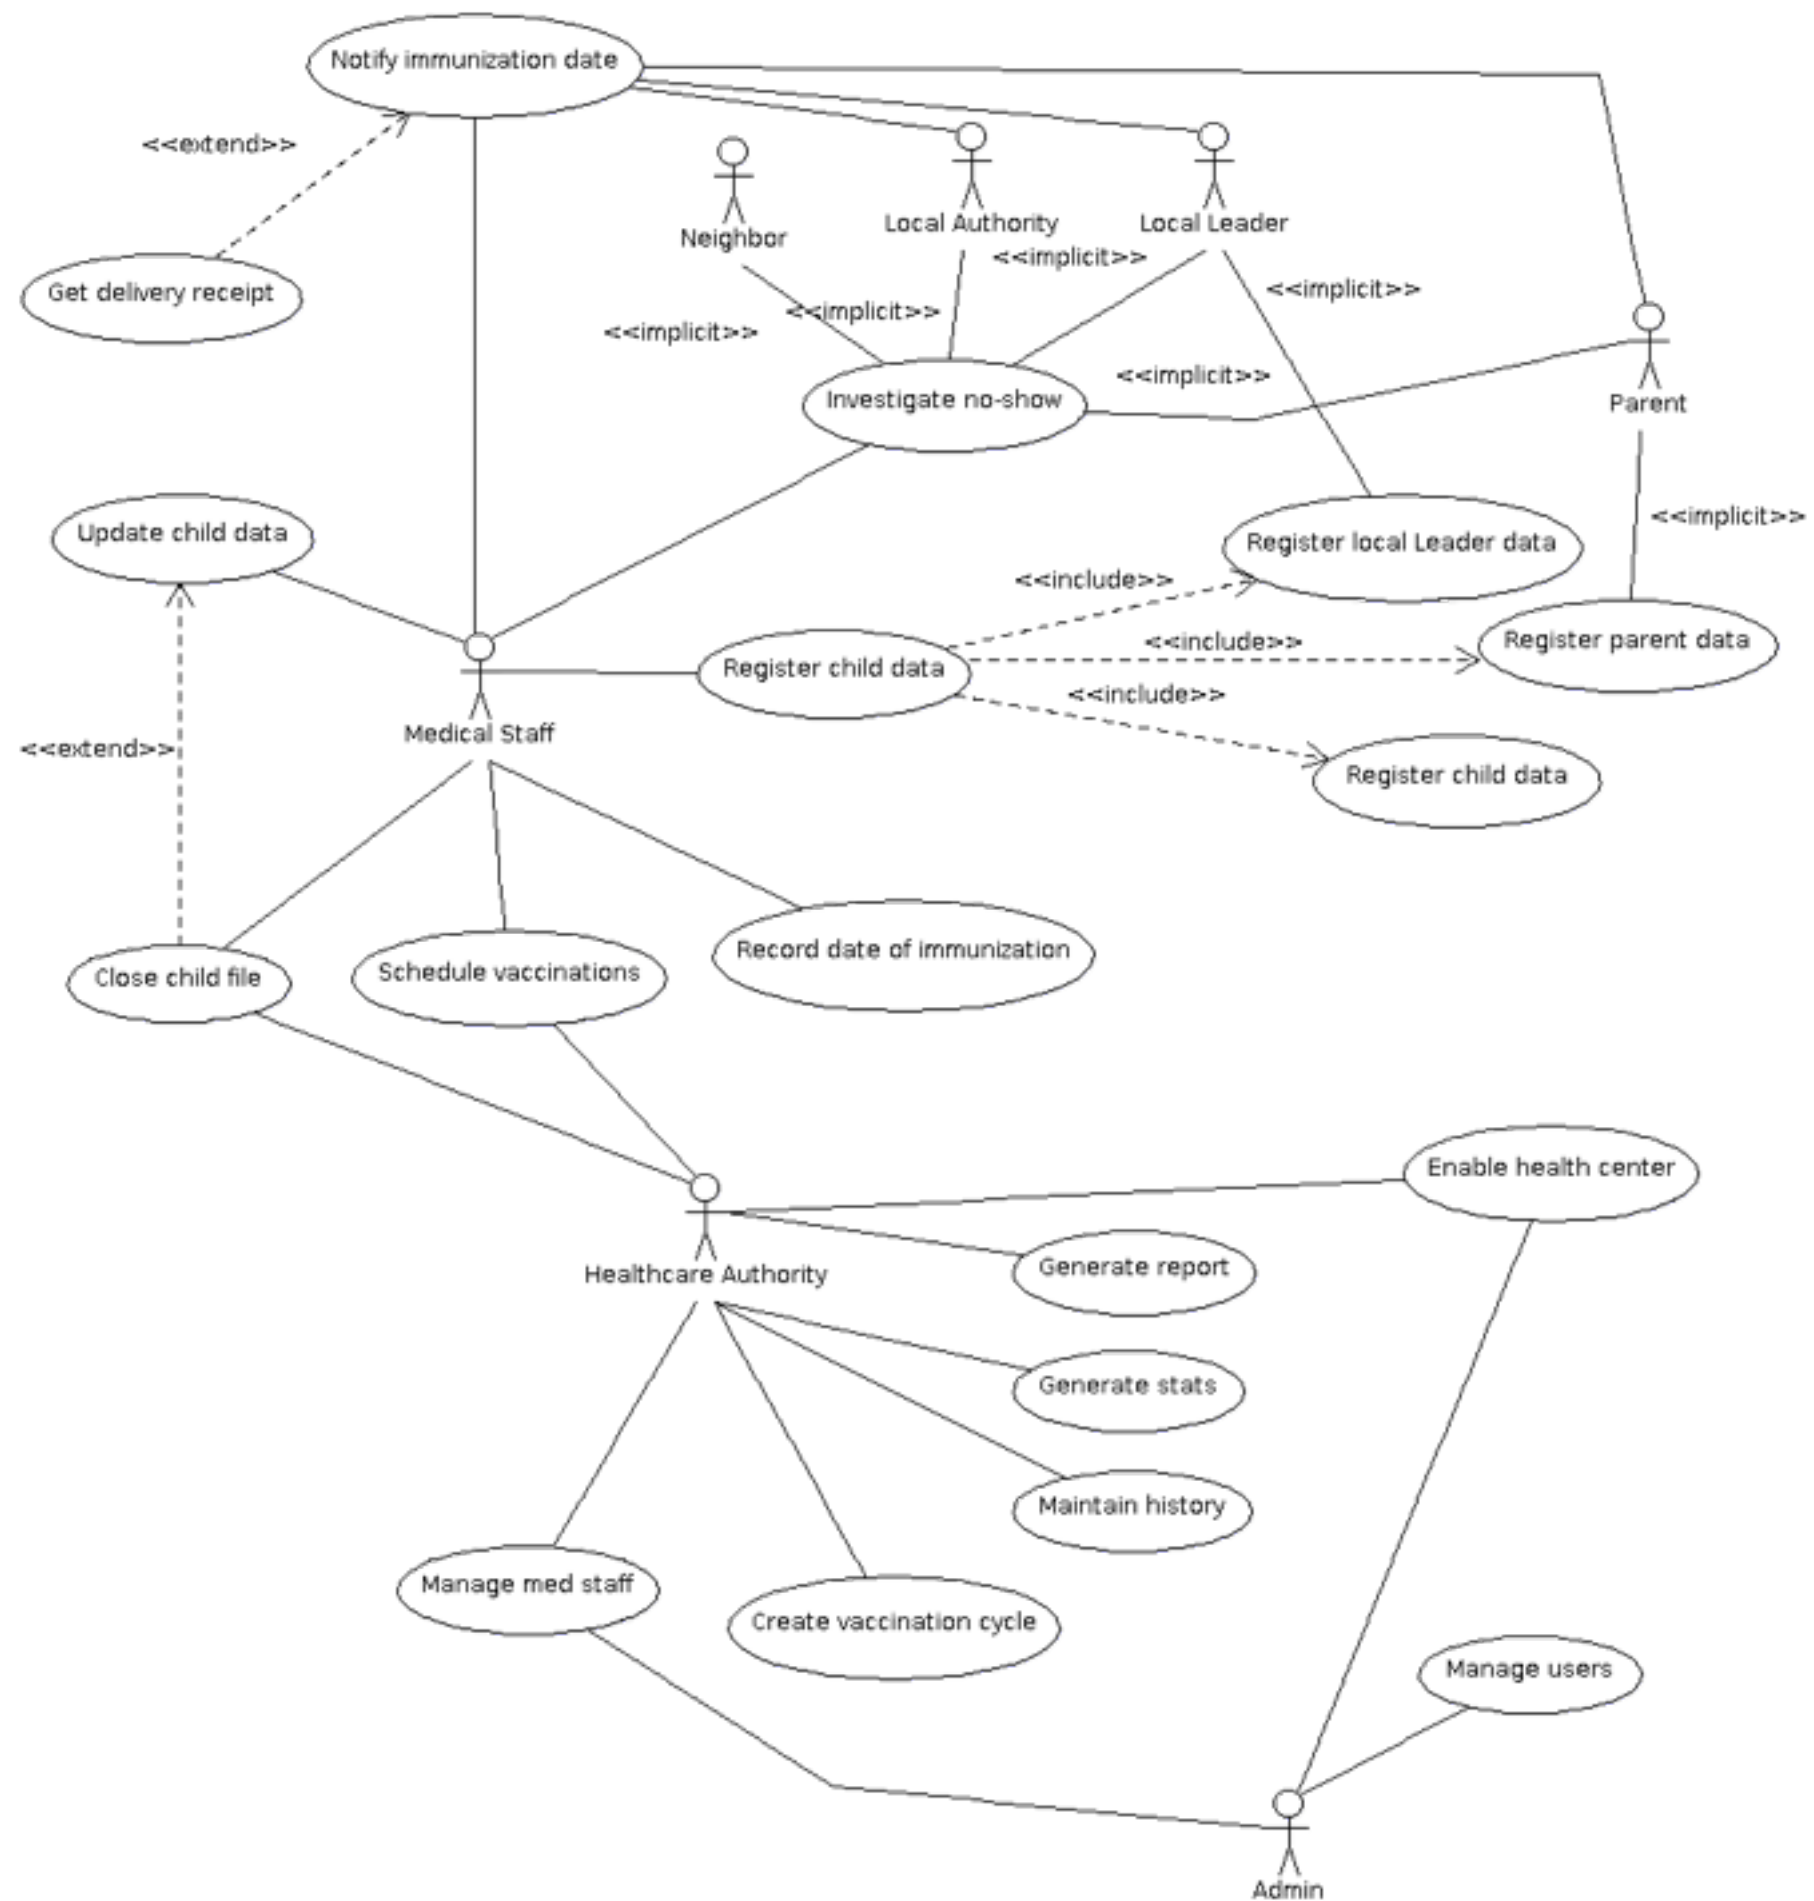 Notify immunization date
<<extend>>
Neighbor
Local Authority
Local Leader
<<implicit>>
Get delivery receipt
<<implicit>>
<<implicit>>
<<implicit>>
<<implicit>>
Investigate no-show
Parent
Update child data
Register local Leader data
<<implicit>>
<<include>>
Register child data
<<include>>
Register parent data
<<include>>
Medical Staff
<<extend>>
Register child data
Close child file
Schedule vaccinations
Record date of immunization
Enable health center
Healthcare Authority
Generate report
Generate stats
Maintain history
Manage med staff
Create vaccination cycle
Manage users
Admin